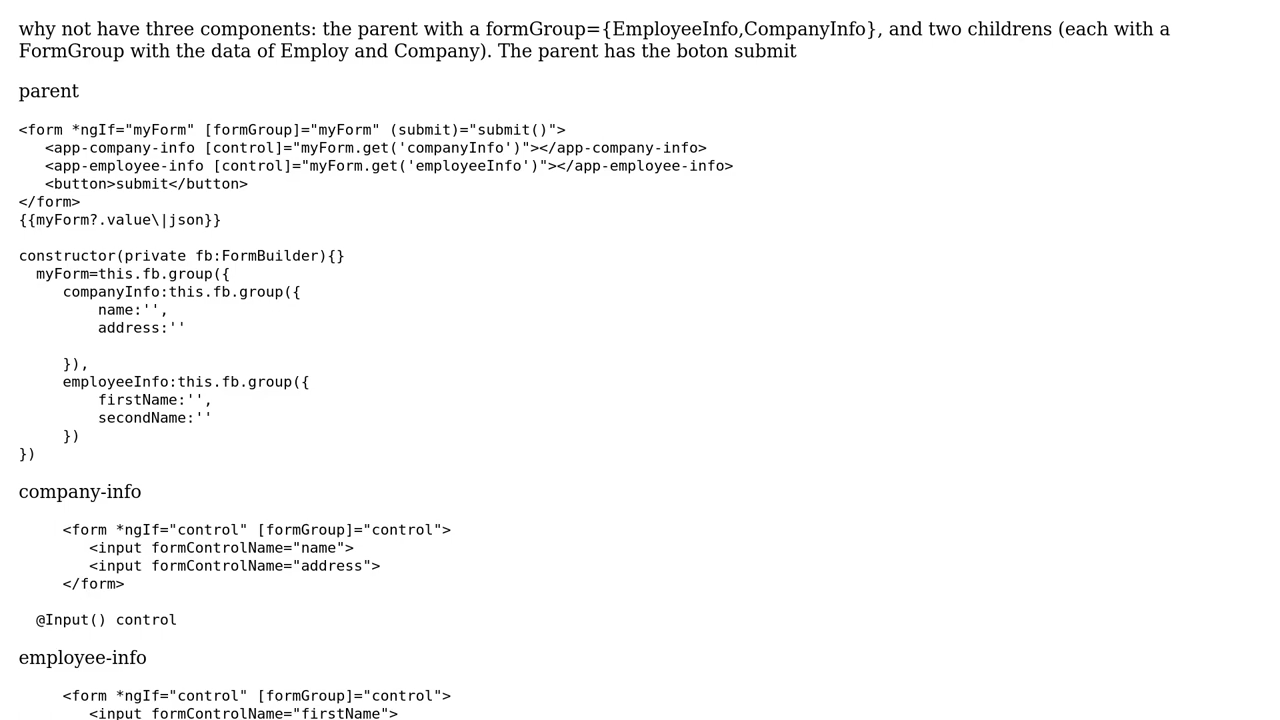 why not have three components: the parent with a formGroup={EmployeeInfo,CompanyInfo}, and two childrens (each with a
FormGroup with the data of Employ and Company). The parent has the boton submit
parent
<form *ngIf="myForm" [formGroup]="myForm" (submit)="submit()">
   <app-company-info [control]="myForm.get('companyInfo')"></app-company-info>
   <app-employee-info [control]="myForm.get('employeeInfo')"></app-employee-info>
   <button>submit</button>
</form>
{{myForm?.value\|json}}
constructor(private fb:FormBuilder){}
  myForm=this.fb.group({
     companyInfo:this.fb.group({
         name:'',
         address:''
     }),
     employeeInfo:this.fb.group({
         firstName:'',
         secondName:''
     })
})
company-info
     <form *ngIf="control" [formGroup]="control">
        <input formControlName="name">
        <input formControlName="address">
     </form>
  @Input() control
employee-info
     <form *ngIf="control" [formGroup]="control">
        <input formControlName="firstName">